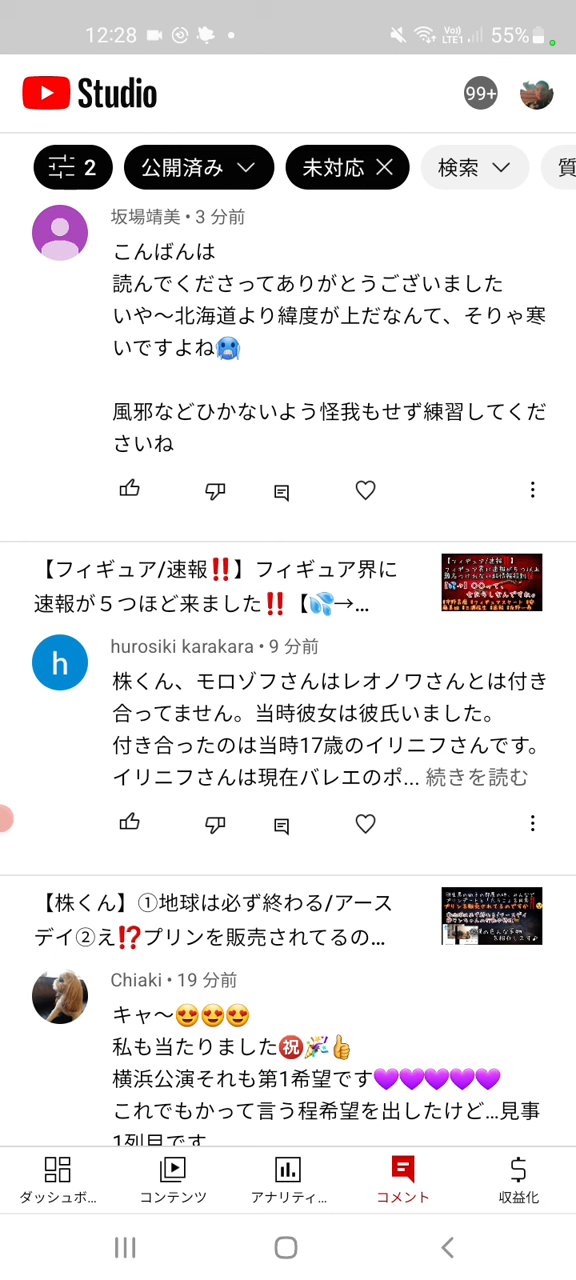 12:28
Vo)) LTE1 55%
Studio
99+
2 公開済み 未対応 検索 質
坂場靖美 • 3 分前
こんばんは
読んでくださってありがとうございました
いや〜北海道より緯度が上だなんて、そりゃ寒
いですよね🥶
風邪などひかないよう怪我もせず練習してくだ
さいね
【フィギュア/速報‼️】フィギュア界に
速報が５つほど来ました‼️【💦→...
hurosiki karakara • 9 分前
h
株くん、モロゾフさんはレオノワさんとは付き
合ってません。当時彼女は彼氏いました。
付き合ったのは当時17歳のイリニフさんです。
イリニフさんは現在バレエのポ... 続きを読む
【株くん】①地球は必ず終わる/アース
デイ②え⁉️プリンを販売されてるの...
Chiaki • 19 分前
キャ〜😍😍😍
私も当たりました㊗️🎉👍
横浜公演それも第1希望です💜💜💜💜💜
これでもかって言う程希望を出したけど...見事
1列目です
ダッシュボ... コンテンツ アナリティ... コメント 収益化